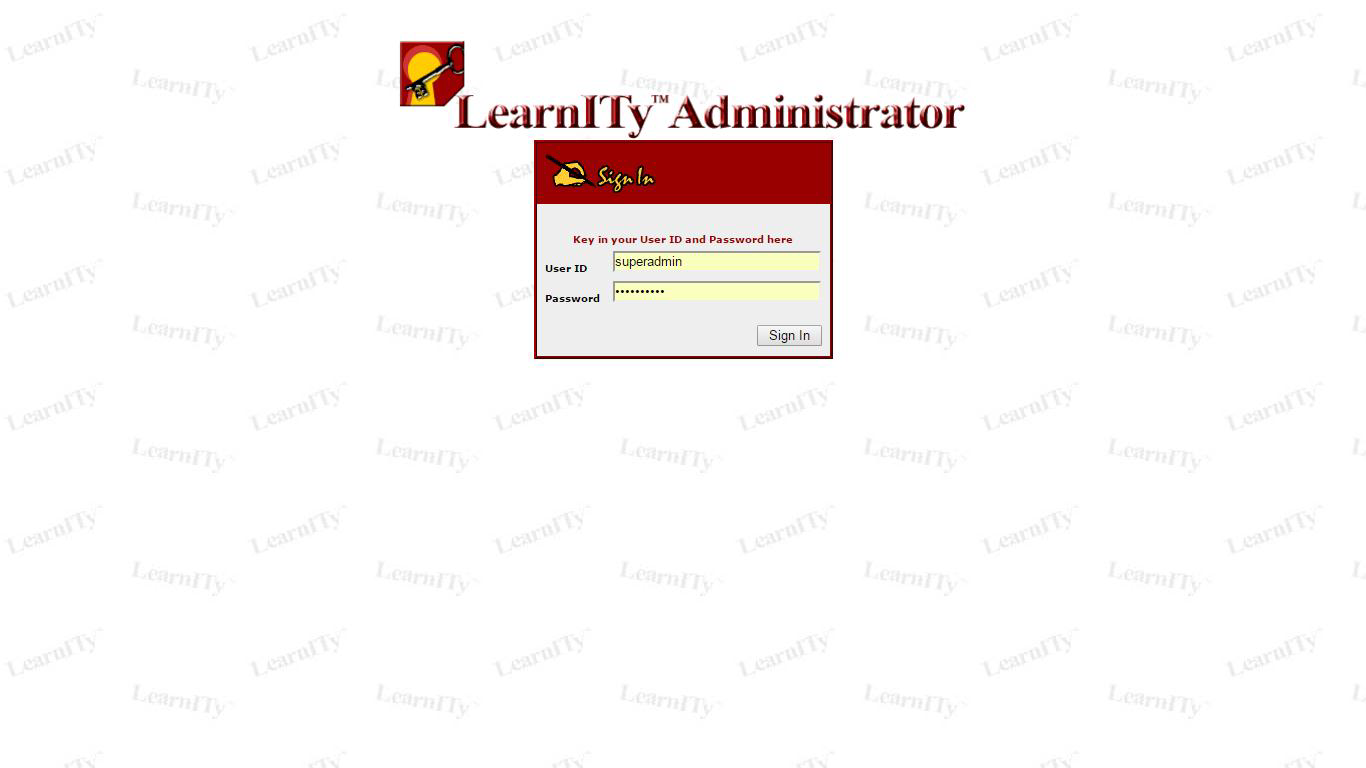 LearnITy™ Administrator
Sign In
Key in your User ID and Password here
User ID superadmin
Password ••••••••••
Sign In